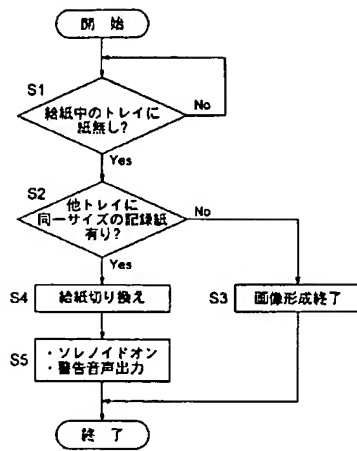 開 始
S1
給紙中のトレイに
紙無し?
No
Yes
S2
他トレイに
同一サイズの記録紙
有り?
No
Yes
S4
給紙切り換え
S3
画像形成終了
S5
・ソレノイドオン
・警告音声出力
終 了